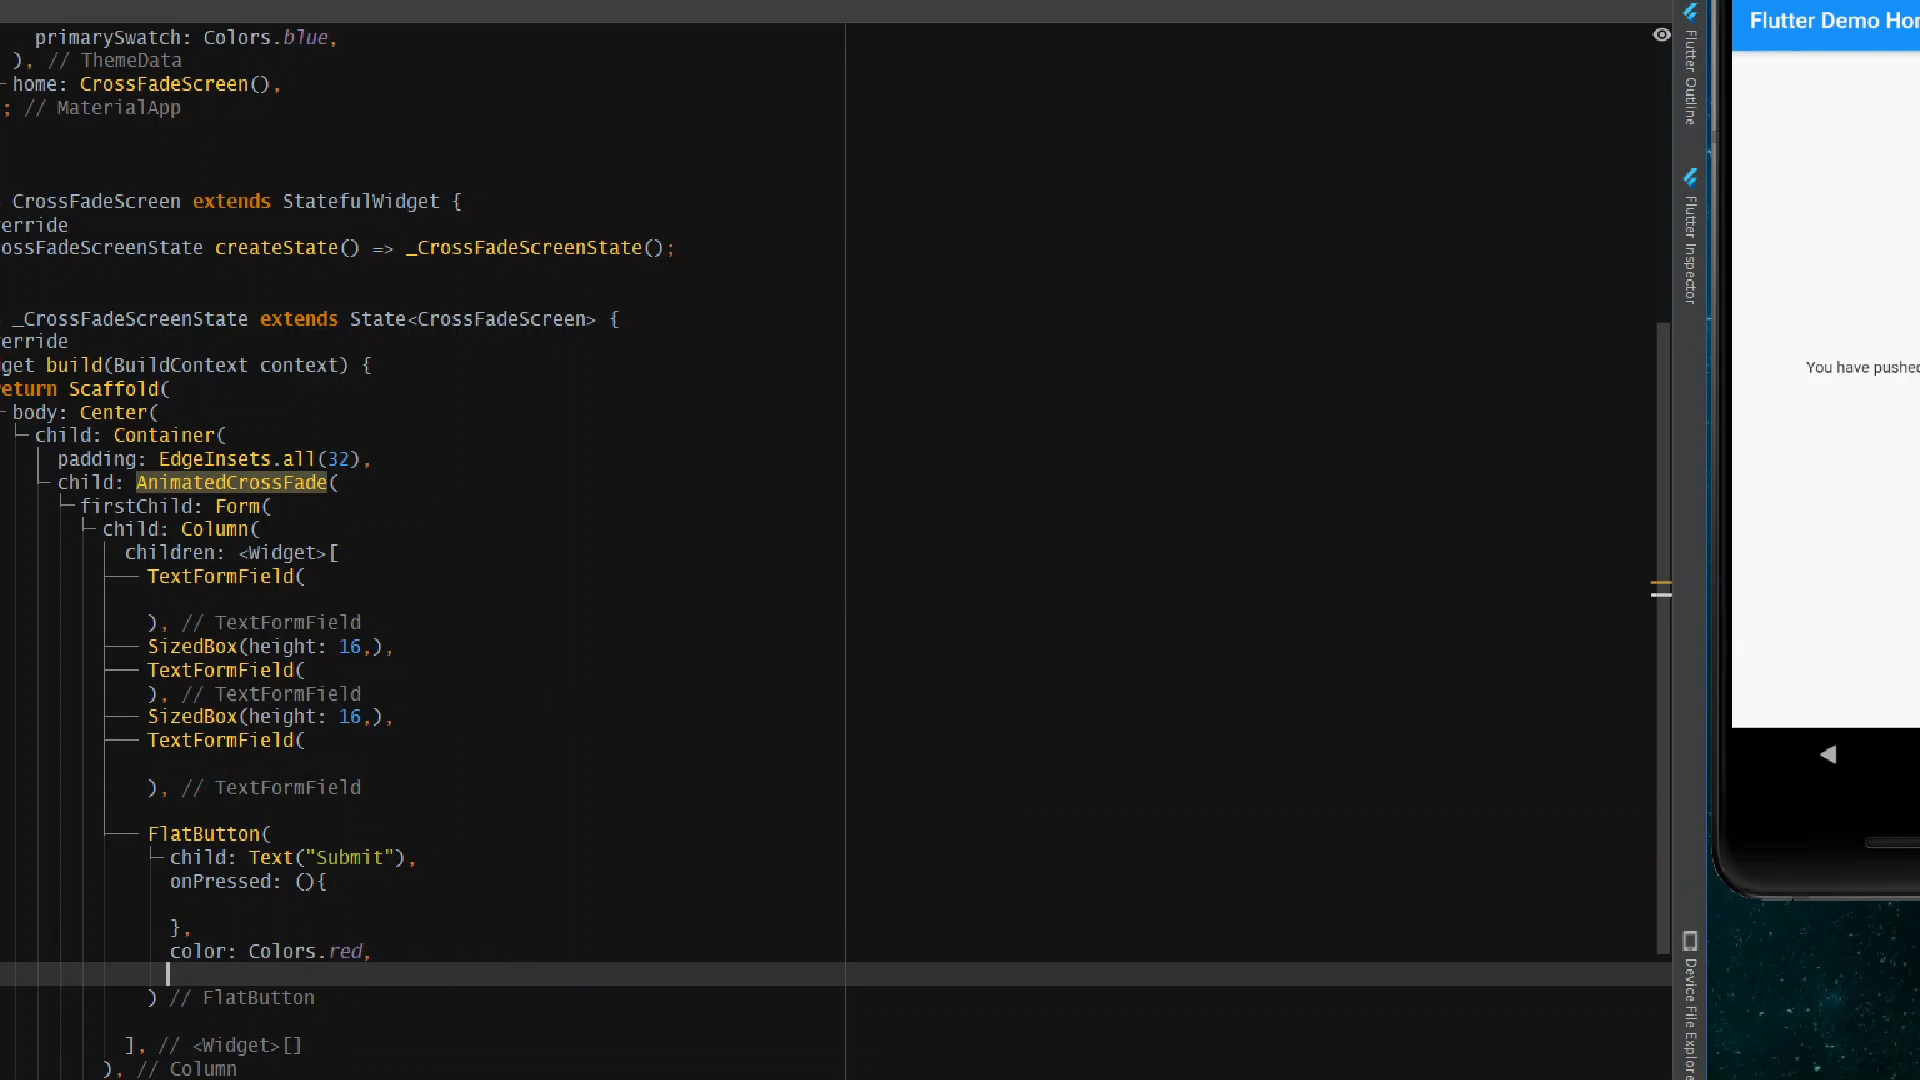 primarySwatch: Colors.blue,
), // ThemeData
home: CrossFadeScreen(),
; // MaterialApp
CrossFadeScreen extends StatefulWidget {
erride
ossFadeScreenState createState() => _CrossFadeScreenState();
_CrossFadeScreenState extends State<CrossFadeScreen> {
erride
get build(BuildContext context) {
eturn Scaffold(
body: Center(
child: Container(
padding: EdgeInsets.all(32),
child: AnimatedCrossFade(
firstChild: Form(
child: Column(
children: <Widget>[
TextFormField(
), // TextFormField
SizedBox(height: 16,),
TextFormField(
), // TextFormField
SizedBox(height: 16,),
TextFormField(
), // TextFormField
FlatButton(
child: Text("Submit"),
onPressed: (){
},
color: Colors.red,
) // FlatButton
], // <Widget>[]
), // Column
Flutter Outline
Flutter Inspector
Device File Explore
Flutter Demo Hom
You have pushed